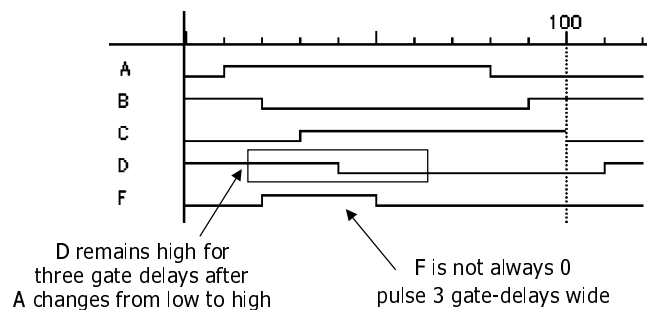 100
A
B
C
D
F
D remains high for
three gate delays after
A changes from low to high
F is not always 0
pulse 3 gate-delays wide